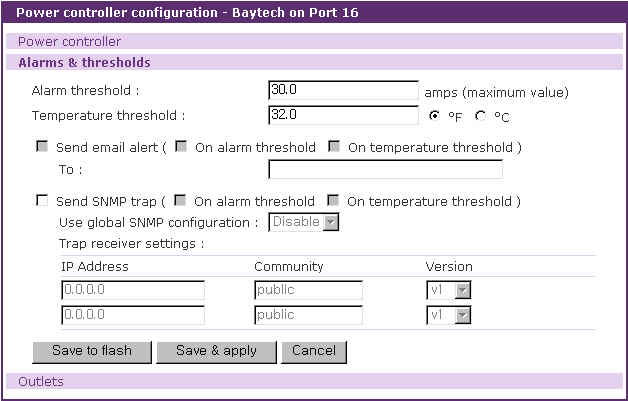 Power controller configuration - Baytech on Port 16
Power controller
Alarms & thresholds
Alarm threshold : 30.0 amps (maximum value)
Temperature threshold : 32.0 ºF ºC
Send email alert ( On alarm threshold On temperature threshold )
To :
Send SNMP trap ( On alarm threshold On temperature threshold )
Use global SNMP configuration : Disable
Trap receiver settings :
IP Address Community Version
0.0.0.0 public v1
0.0.0.0 public v1
Save to flash Save & apply Cancel
Outlets